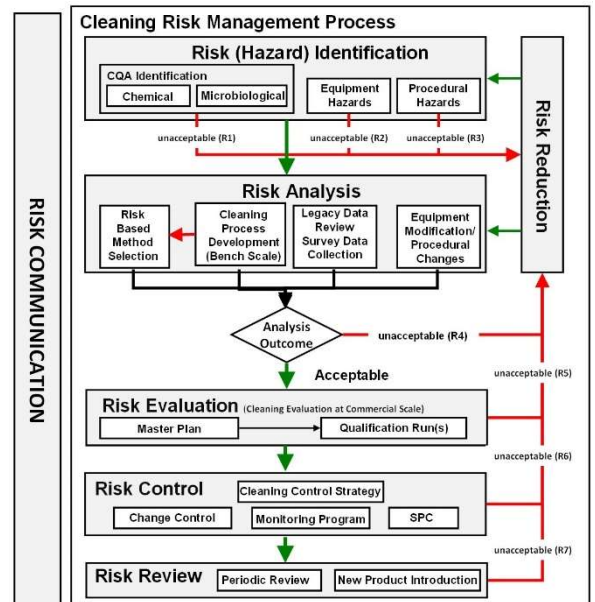 Cleaning Risk Management Process
Risk (Hazard) Identification
CQA Identification
Chemical
Microbiological
Equipment
Hazards
Procedural
Hazards
unacceptable (R1)
unacceptable (R2)
unacceptable (R3)
Risk Reduction
RISK COMMUNICATION
Risk Analysis
Risk
Based
Method
Selection
Cleaning
Process
Development
(Bench Scale)
Legacy Data
Review
Survey Data
Collection
Equipment
Modification/
Procedural
Changes
Analysis
Outcome
unacceptable (R4)
Acceptable
unacceptable (R5)
Risk Evaluation (Cleaning Evaluation at Commercial Scale)
Master Plan
Qualification Run(s)
unacceptable (R6)
Risk Control
Cleaning Control Strategy
Change Control
Monitoring Program
SPC
unacceptable (R7)
Risk Review
Periodic Review
New Product Introduction